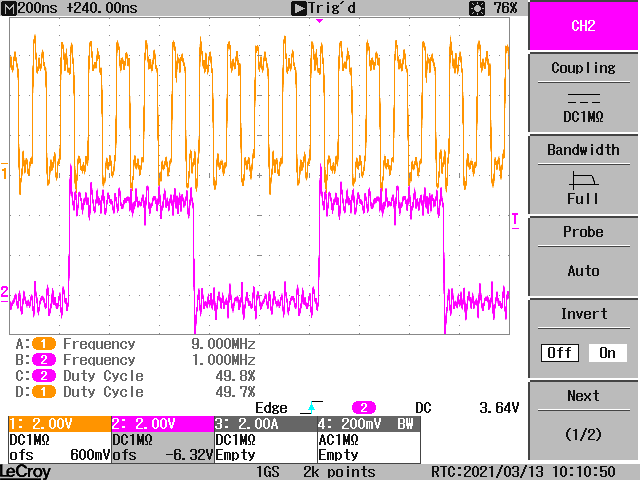 M 200ns +240.00ns Trig'd 76%
CH2
Coupling
DC1MΩ
Bandwidth
Full
Probe
Auto
Invert
Off On
Next
(1/2)
1
2
T
A: 1 Frequency 9.000MHz
B: 2 Frequency 1.000MHz
C: 2 Duty Cycle 49.8%
D: 1 Duty Cycle 49.7%
Edge 2 DC 3.64V
1: 2.00V 2: 2.00V 3: 2.00A 4: 200mV BW
DC1MΩ DC1MΩ DC1MΩ AC1MΩ
ofs 600mV ofs -6.32V Empty Empty
LeCroy 1GS 2k points RTC:2021/03/13 10:10:50